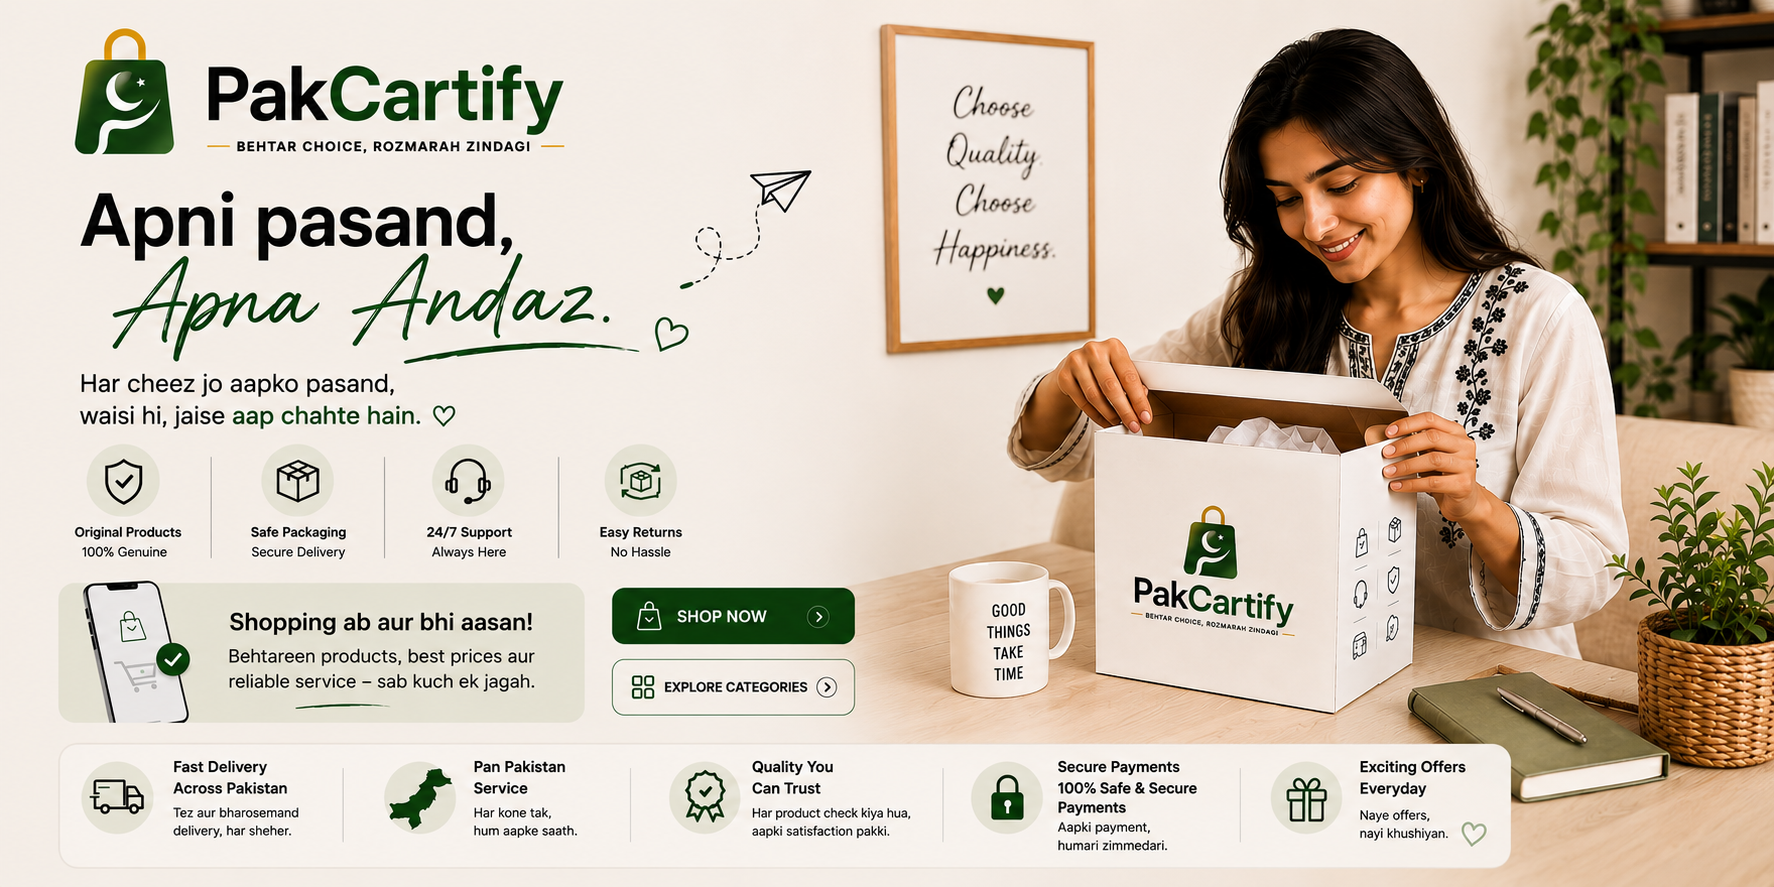 PakCartify
BEHTAR CHOICE, ROZMARAH ZINDAGI
Apni pasand,
Apna Andaz.
Har cheez jo aapko pasand,
waisi hi, jaise aap chahte hain.
Original Products
100% Genuine
Safe Packaging
Secure Delivery
24/7 Support
Always Here
Easy Returns
No Hassle
Shopping ab aur bhi aasan!
Behtareen products, best prices aur
reliable service – sab kuch ek jagah.
SHOP NOW
EXPLORE CATEGORIES
Choose
Quality.
Choose
Happiness.
GOOD
THINGS
TAKE
TIME
PakCartify
BEHTAR CHOICE, ROZMARAH ZINDAGI
Fast Delivery
Across Pakistan
Tez aur bharosemand
delivery, har sheher.
Pan Pakistan
Service
Har kone tak,
hum aapke saath.
Quality You
Can Trust
Har product check kiya hua,
aapki satisfaction pakki.
Secure Payments
100% Safe & Secure
Payments
Aapki payment,
humari zimmedari.
Exciting Offers
Everyday
Naye offers,
nayi khushiyan.